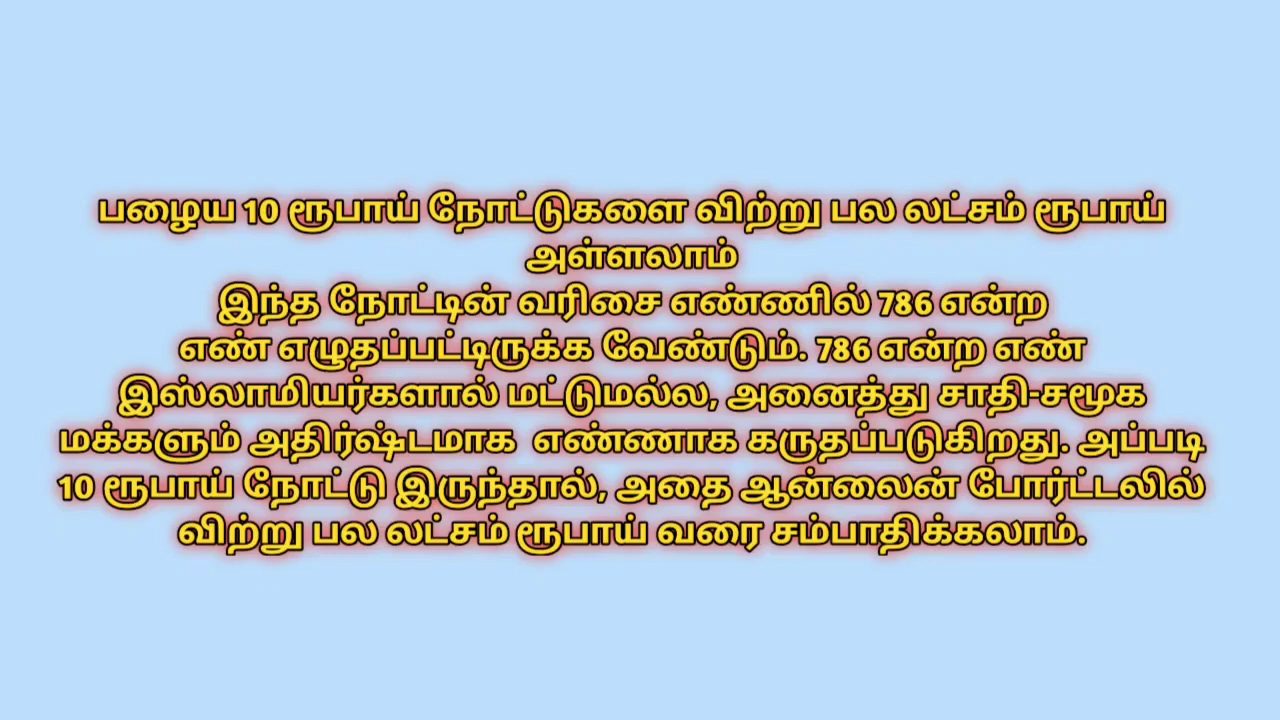 பழைய 10 ரூபாய் நோட்டுகளை விற்று பல லட்சம் ரூபாய்
அள்ளலாம்
இந்த நோட்டின் வரிசை எண்ணில் 786 என்ற
எண் எழுதப்பட்டிருக்க வேண்டும். 786 என்ற எண்
இஸ்லாமியர்களால் மட்டுமல்ல, அனைத்து சாதி-சமூக
மக்களும் அதிர்ஷ்டமாக எண்ணாக கருதப்படுகிறது. அப்படி
10 ரூபாய் நோட்டு இருந்தால், அதை ஆன்லைன் போர்ட்டலில்
விற்று பல லட்சம் ரூபாய் வரை சம்பாதிக்கலாம்.